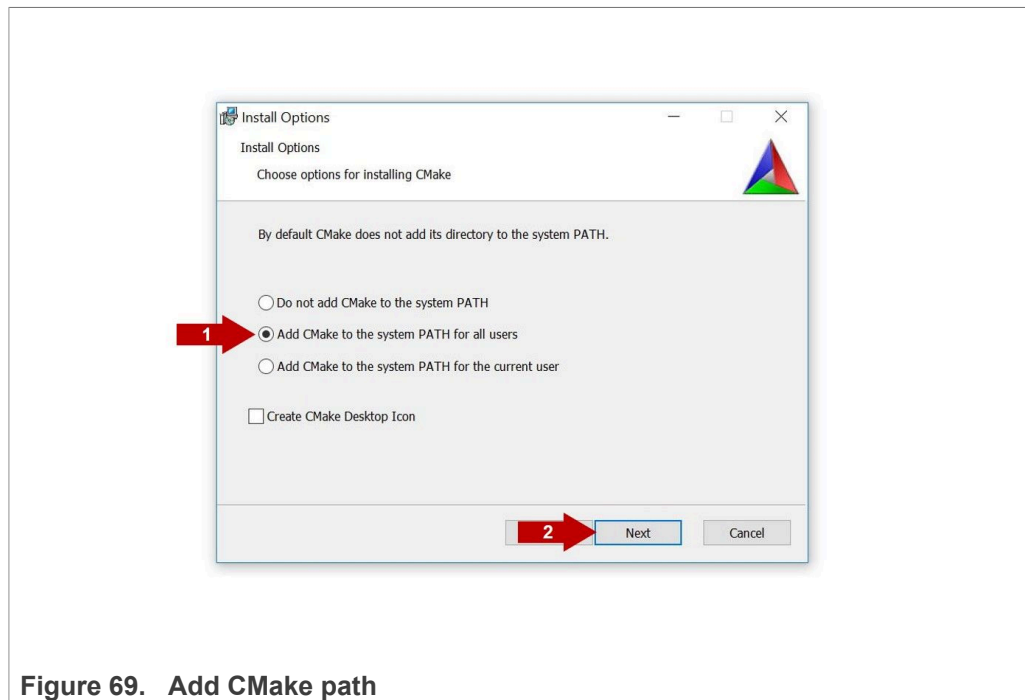 Install Options
Install Options
Choose options for installing CMake
By default CMake does not add its directory to the system PATH.
Do not add CMake to the system PATH
1
Add CMake to the system PATH for all users
Add CMake to the system PATH for the current user
Create CMake Desktop Icon
2
Next
Cancel
Figure 69. Add CMake path